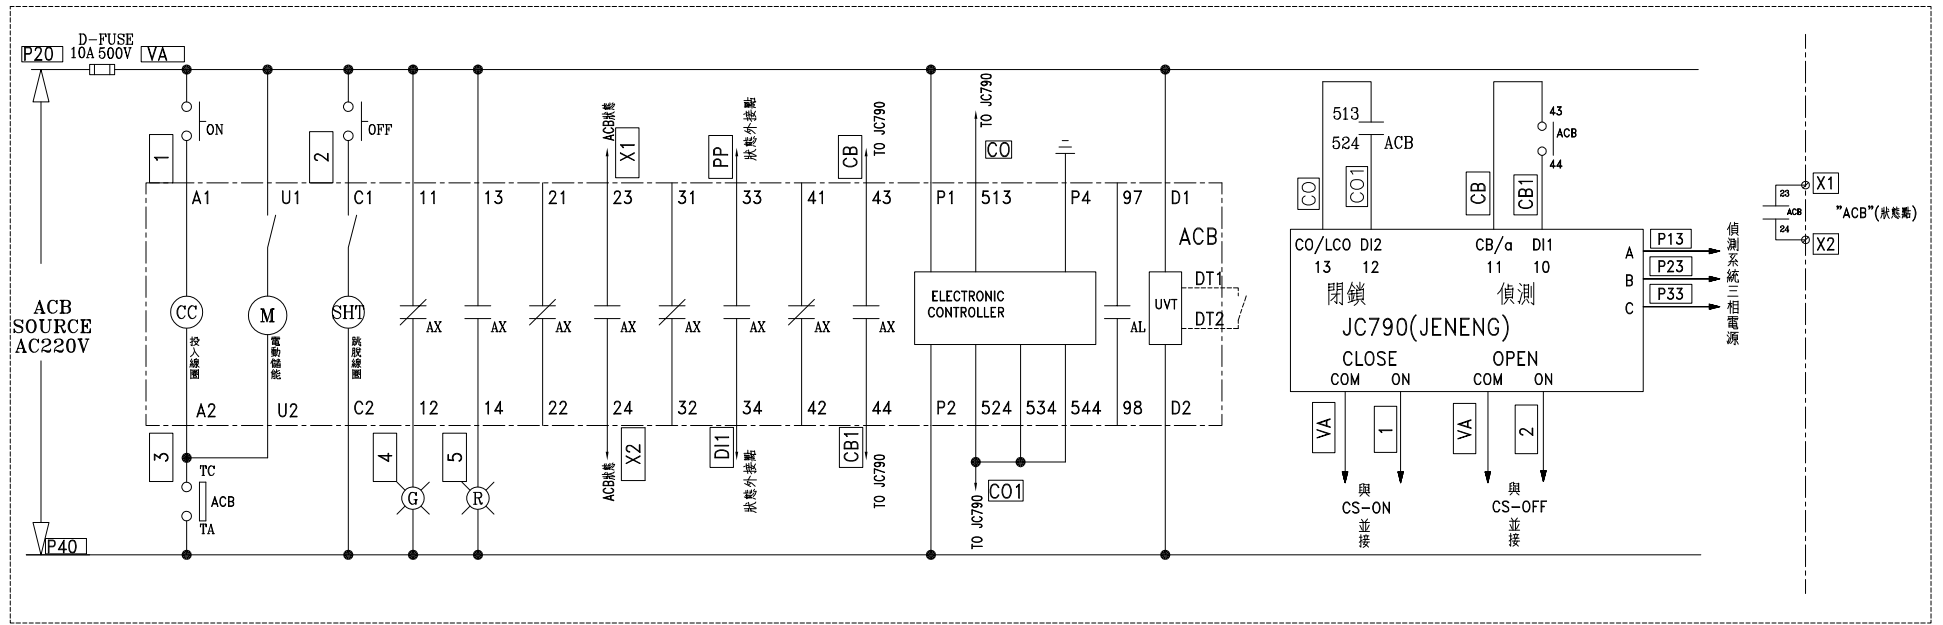 D-FUSE
P20 10A 500V VA
ON
OFF
1
2
ACB狀態
X1
PP
狀態外接點
CB
TO JC790
TO JC790
CO
A1 U1 C1 11 13 21 23 31 33 41 43 P1 513 P4 97 D1
ACB
DT1
DT2
ELECTRONIC
CONTROLLER
UVT
CC M SHT
AX AX AX AX AX AX AX AX AL
投入線圈
電動儲能
跳脫線圈
ACB
SOURCE
AC220V
A2 U2 C2 12 14 22 24 32 34 42 44 P2 524 534 544 98 D2
3
4
5
TC
ACB
TA
G
R
ACB狀態
X2
DI1
狀態外接點
CB1
TO JC790
TO JC790
CO1
P40
513
524 ACB
CO
CO1
43
ACB
44
CB
CB1
CO/LCO DI2 CB/a DI1
13 12 11 10
閉鎖 偵測
JC790(JENENG)
CLOSE OPEN
COM ON COM ON
A P13
B P23
C P33
偵測系統三相電源
VA
1
VA
2
與
CS-ON
並接
與
CS-OFF
並接
23
ACB
24
X1
"ACB"(狀態點)
X2